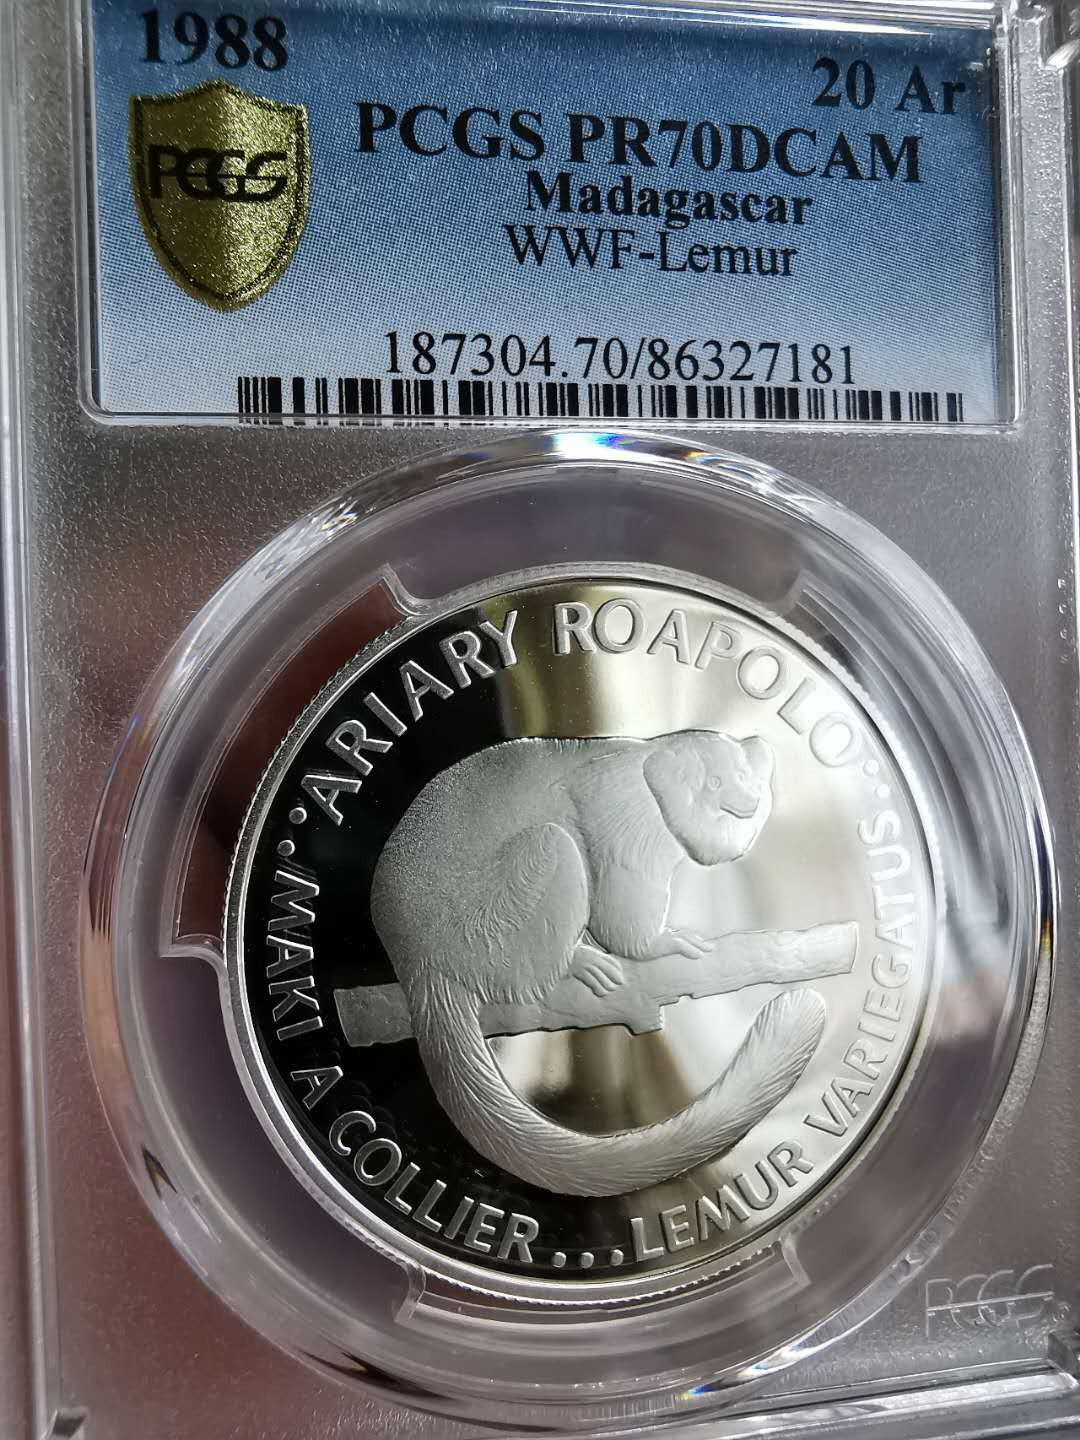 1988
20 Ar
PCGS
PCGS PR70DCAM
Madagascar
WWF-Lemur
187304.70/86327181
·ARIARY ROAPOLO·
·MAKI A COLLIER...LEMUR VARIEGATUS·
PCGS